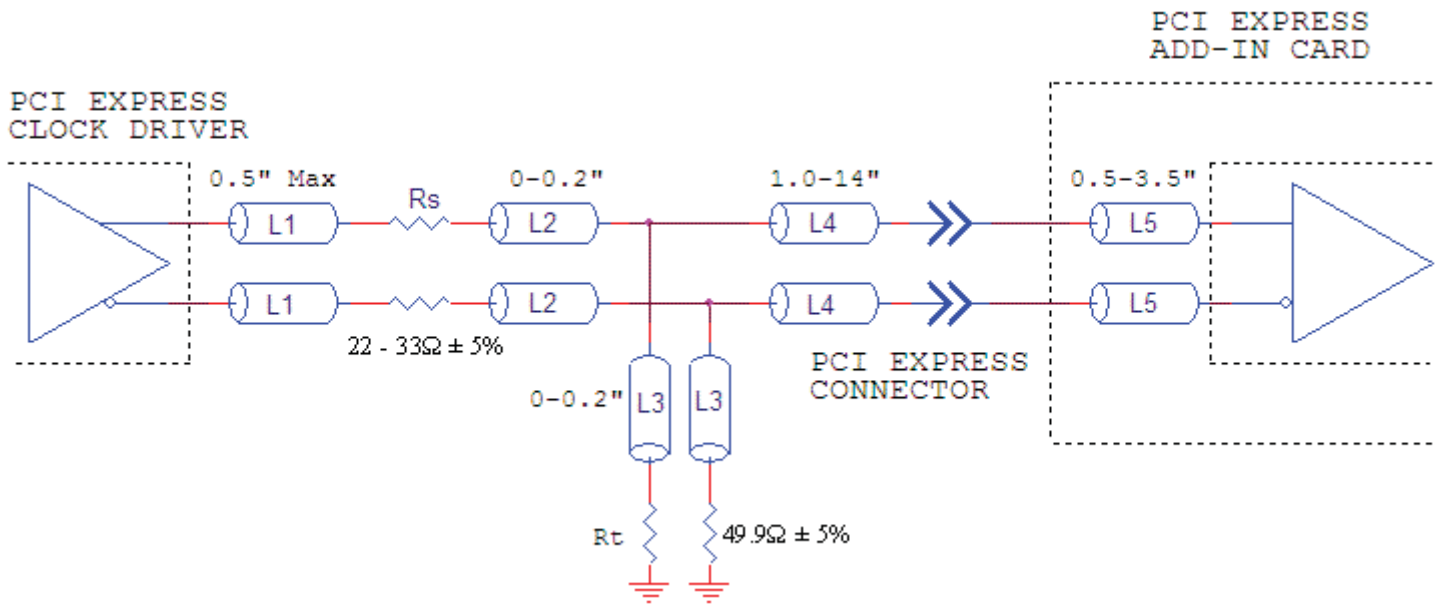 PCI EXPRESS
ADD-IN CARD
PCI EXPRESS
CLOCK DRIVER
0.5" Max
Rs
0-0.2"
1.0-14"
0.5-3.5"
L1
L2
L4
L5
L1
L2
L4
L5
22 - 33Ω ± 5%
PCI EXPRESS
CONNECTOR
0-0.2"
L3
L3
Rt
49.9Ω ± 5%